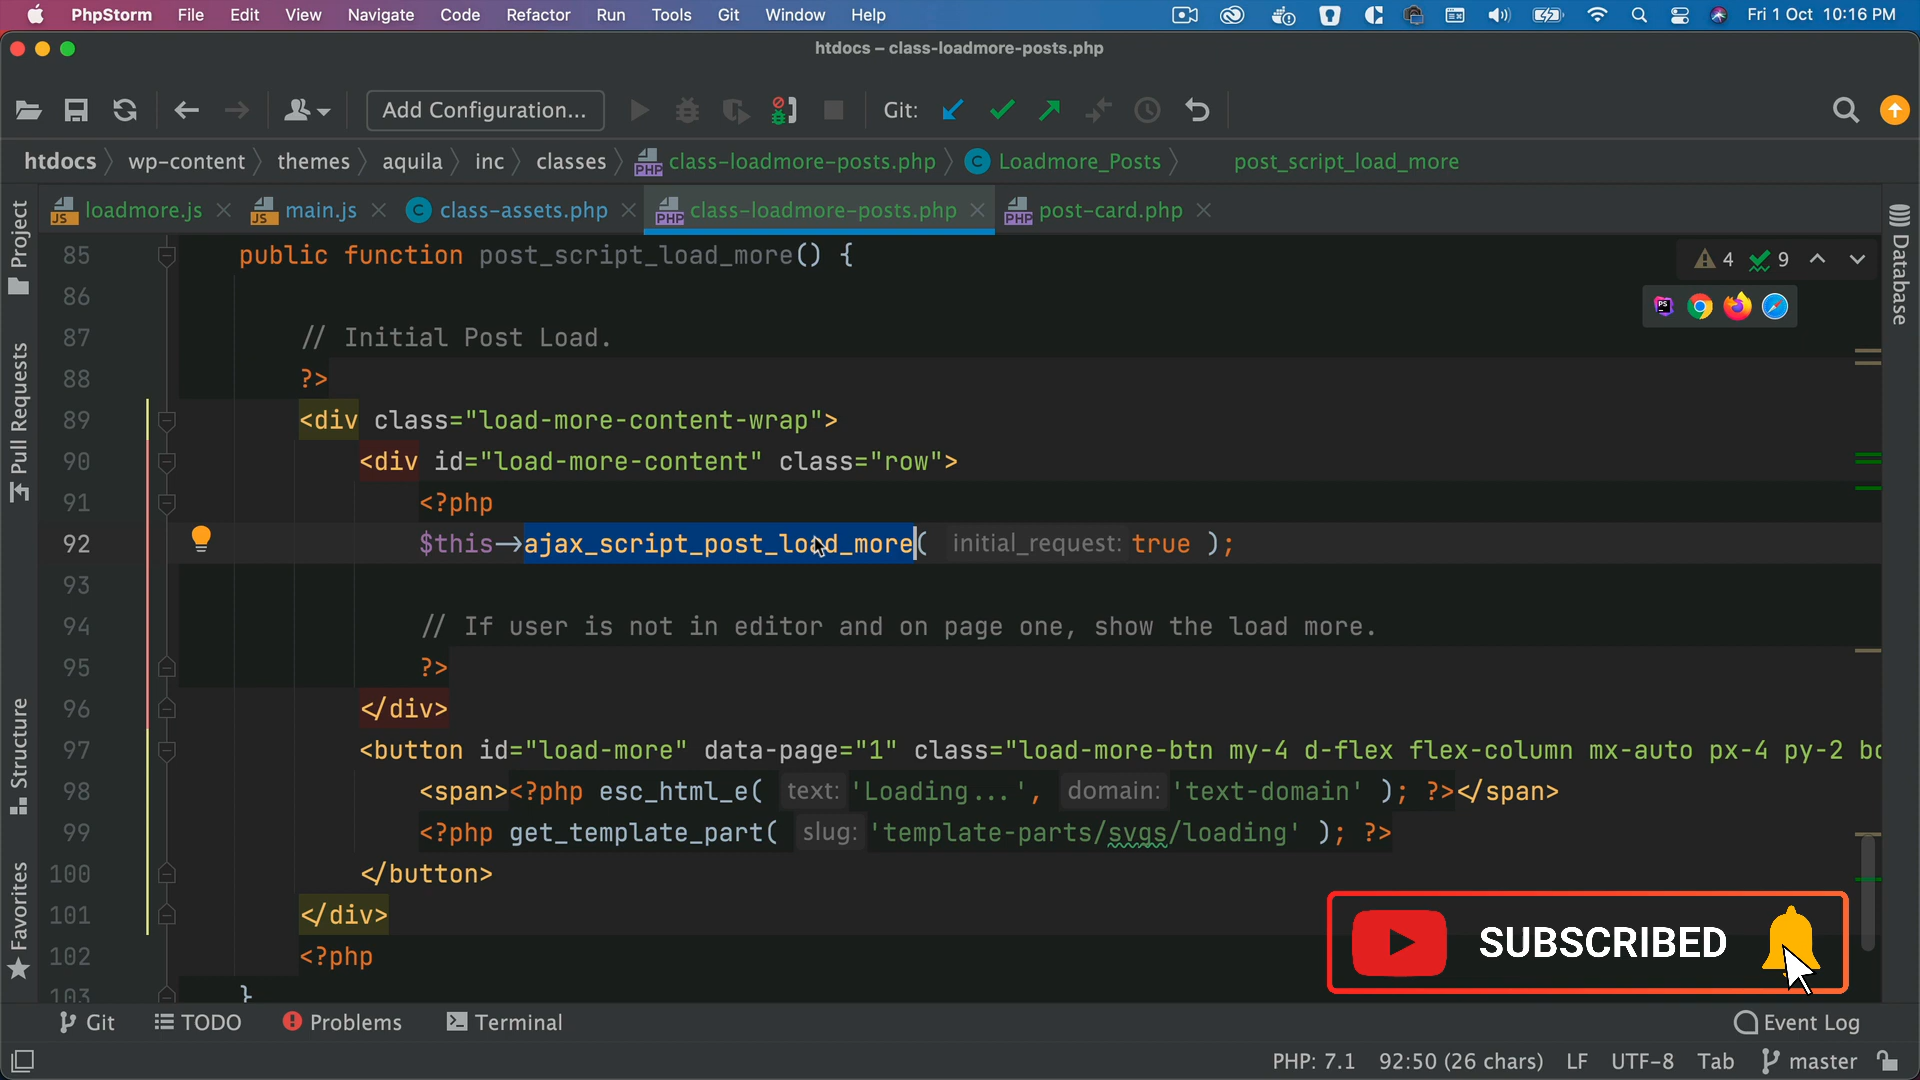 PhpStorm File Edit View Navigate Code Refactor Run Tools Git Window Help Fri 1 Oct 10:16 PM
htdocs – class-loadmore-posts.php
Add Configuration... Git:
htdocs wp-content themes aquila inc classes class-loadmore-posts.php Loadmore_Posts post_script_load_more
loadmore.js main.js class-assets.php class-loadmore-posts.php post-card.php
Project
Pull Requests
Structure
Favorites
Database
4 9
85 public function post_script_load_more() {
86
87 // Initial Post Load.
88 ?>
89 <div class="load-more-content-wrap">
90 <div id="load-more-content" class="row">
91 <?php
92 $this->ajax_script_post_load_more( initial_request: true );
93
94 // If user is not in editor and on page one, show the load more.
95 ?>
96 </div>
97 <button id="load-more" data-page="1" class="load-more-btn my-4 d-flex flex-column mx-auto px-4 py-2 bo
98 <span><?php esc_html_e( text: 'Loading...', domain: 'text-domain' ); ?></span>
99 <?php get_template_part( slug: 'template-parts/svgs/loading' ); ?>
100 </button>
101 </div>
102 <?php
103 }
SUBSCRIBED
Git TODO Problems Terminal Event Log
PHP: 7.1 92:50 (26 chars) LF UTF-8 Tab master